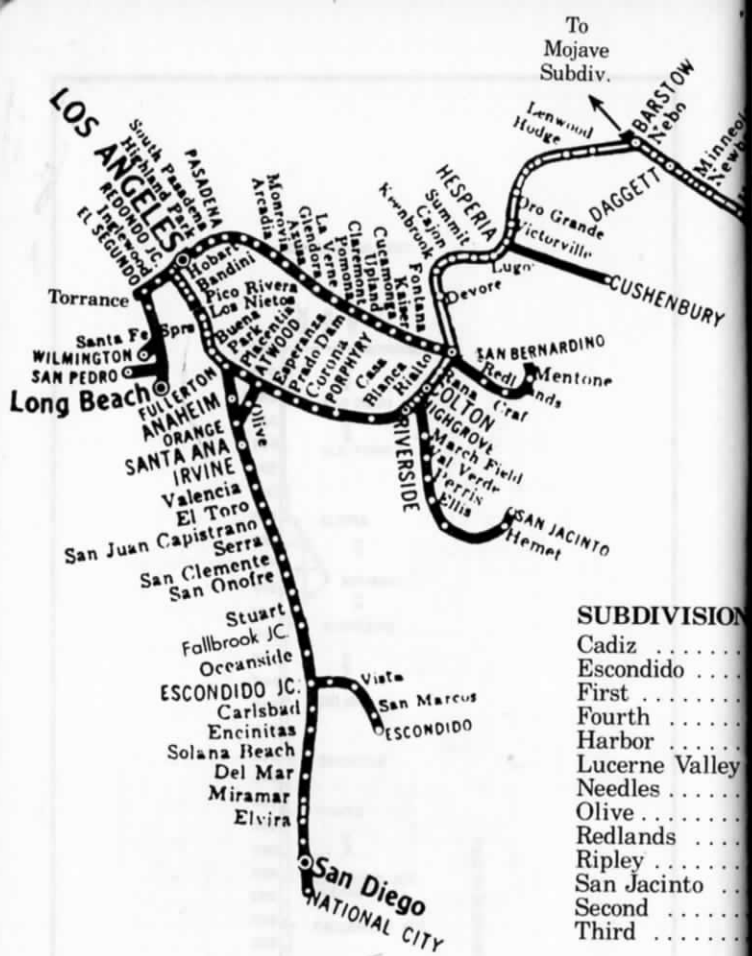 To
Mojave
Subdiv.
BARSTOW
Nebo
Lenwood
Hodge
DAGGETT
Oro Grande
Victorville
HESPERIA
Lugo
CUSHENBURY
Summit
Cajon
Keenbrook
Devore
LOS ANGELES
South Pasadena
Highland Park
REDONDO JC.
Inglewood
EL SEGUNDO
PASADENA
Arcadia
Monrovia
Azusa
Glendora
La Verne
Pomona
Claremont
Upland
Cucamonga
Kaiser
Fontana
Torrance
Hobart
Bandini
Pico Rivera
Los Nietos
Santa Fe Sprs
Buena
Park
Placentia
ATWOOD
Esperanza
Prado Dam
Corona
PORPHYRY
Casa
Blanca
Rialto
WILMINGTON
SAN PEDRO
Long Beach
SAN BERNARDINO
Redlands
Mentone
COLTON
HIGHGROVE
RIVERSIDE
March Field
Val Verde
Perris
Ellis
SAN JACINTO
Hemet
FULLERTON
ANAHEIM
Olive
ORANGE
SANTA ANA
IRVINE
Valencia
El Toro
San Juan Capistrano
Serra
San Clemente
San Onofre
Stuart
Fallbrook JC.
Oceanside
ESCONDIDO JC.
Vista
San Marcos
ESCONDIDO
Carlsbad
Encinitas
Solana Beach
Del Mar
Miramar
Elvira
San Diego
NATIONAL CITY
SUBDIVISION
Cadiz .......
Escondido ....
First ........
Fourth ......
Harbor ......
Lucerne Valley
Needles ......
Olive ........
Redlands ....
Ripley .......
San Jacinto ..
Second ......
Third .......